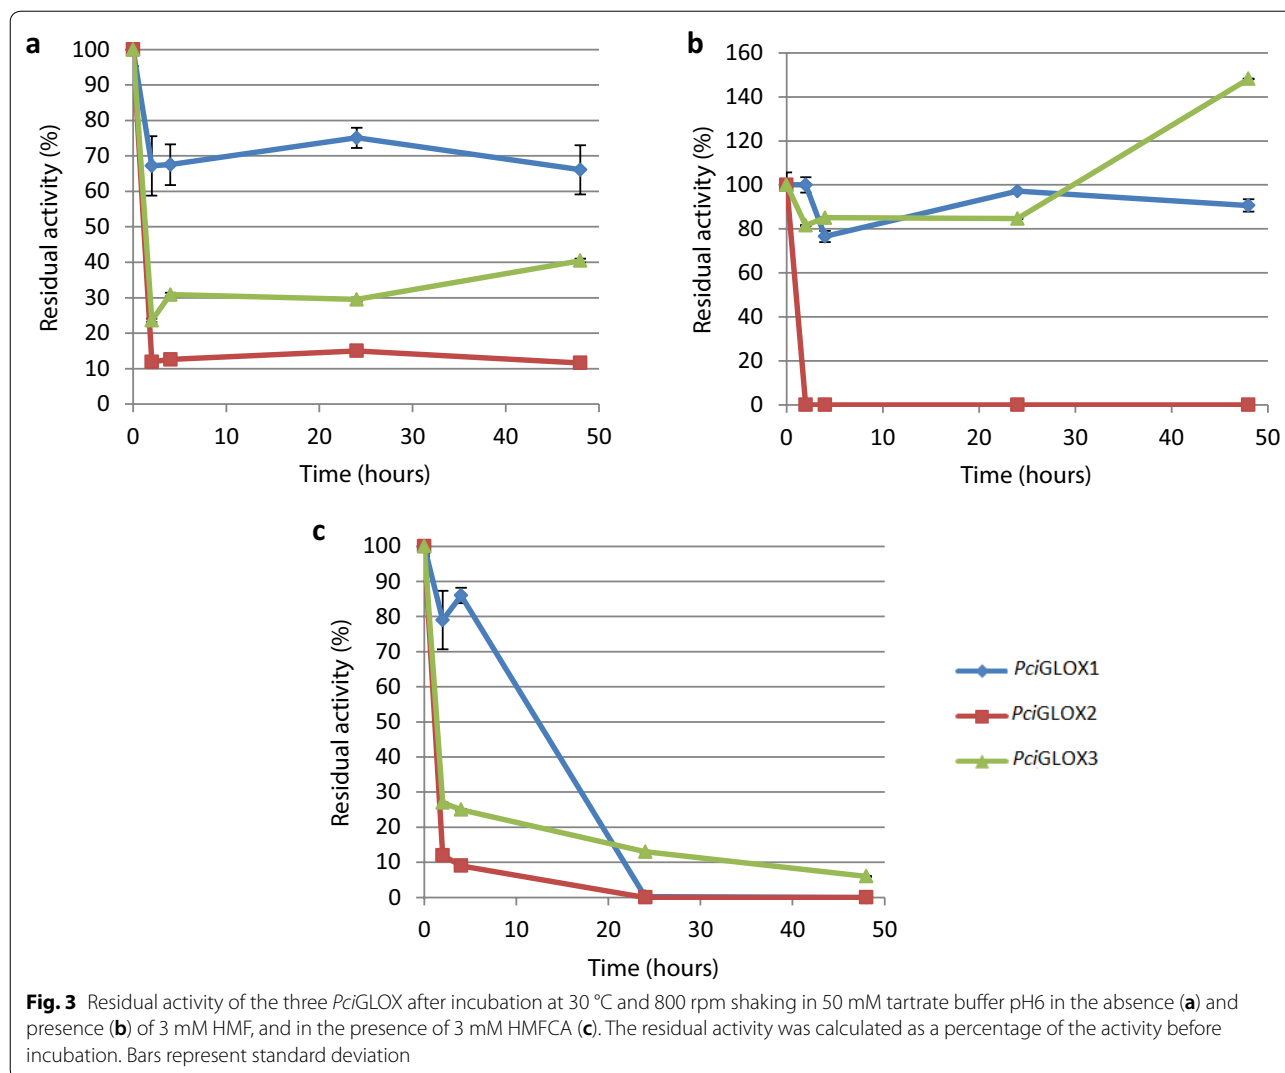 a
100
90
80
70
60
50
40
30
20
10
0
Residual activity (%)
0 10 20 30 40 50
Time (hours)
b
160
140
120
100
80
60
40
20
0
Residual activity (%)
0 10 20 30 40 50
Time (hours)
c
100
90
80
70
60
50
40
30
20
10
0
Residual activity (%)
0 10 20 30 40 50
Time (hours)
PciGLOX1
PciGLOX2
PciGLOX3
Fig. 3 Residual activity of the three PciGLOX after incubation at 30 °C and 800 rpm shaking in 50 mM tartrate buffer pH6 in the absence (a) and
presence (b) of 3 mM HMF, and in the presence of 3 mM HMFCA (c). The residual activity was calculated as a percentage of the activity before
incubation. Bars represent standard deviation